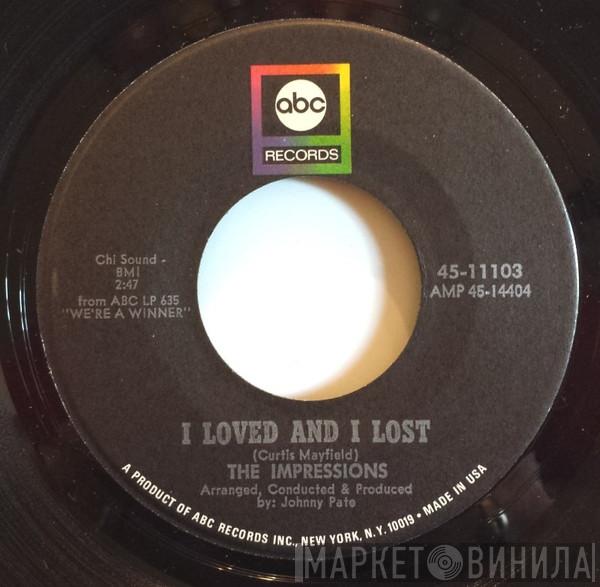 abc
RECORDS
Chi Sound -
BMI
2:47
from ABC LP 635
"WE'RE A WINNER"
45-11103
AMP 45-14404
I LOVED AND I LOST
(Curtis Mayfield)
THE IMPRESSIONS
Arranged, Conducted & Produced
by: Johnny Pate
A PRODUCT OF ABC RECORDS INC., NEW YORK, N.Y. 10019 • MADE IN USA
МАРКЕТ ВИНИЛА